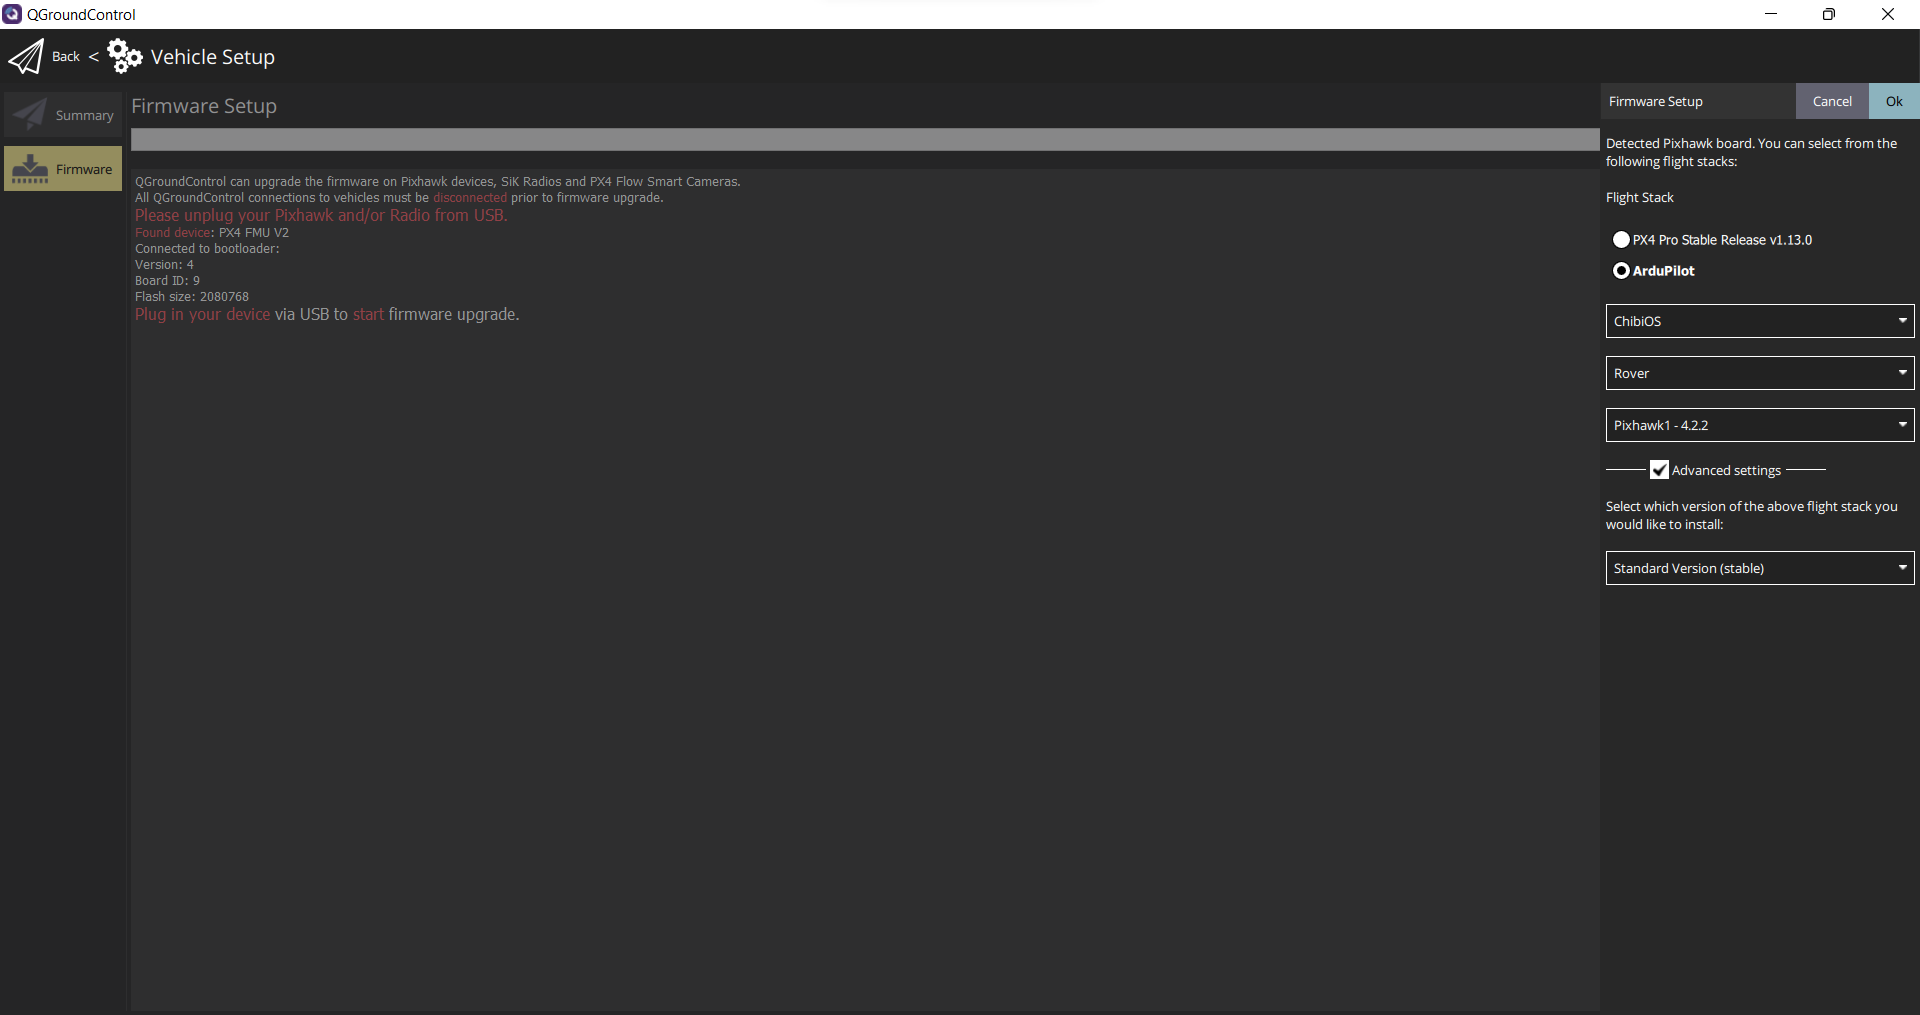 QGroundControl
Back < Vehicle Setup
Summary
Firmware
Firmware Setup
QGroundControl can upgrade the firmware on Pixhawk devices, SiK Radios and PX4 Flow Smart Cameras.
All QGroundControl connections to vehicles must be disconnected prior to firmware upgrade.
Please unplug your Pixhawk and/or Radio from USB.
Found device: PX4 FMU V2
Connected to bootloader:
Version: 4
Board ID: 9
Flash size: 2080768
Plug in your device via USB to start firmware upgrade.
Firmware Setup
Cancel
Ok
Detected Pixhawk board. You can select from the
following flight stacks:
Flight Stack
PX4 Pro Stable Release v1.13.0
ArduPilot
ChibiOS
Rover
Pixhawk1 - 4.2.2
Advanced settings
Select which version of the above flight stack you
would like to install:
Standard Version (stable)